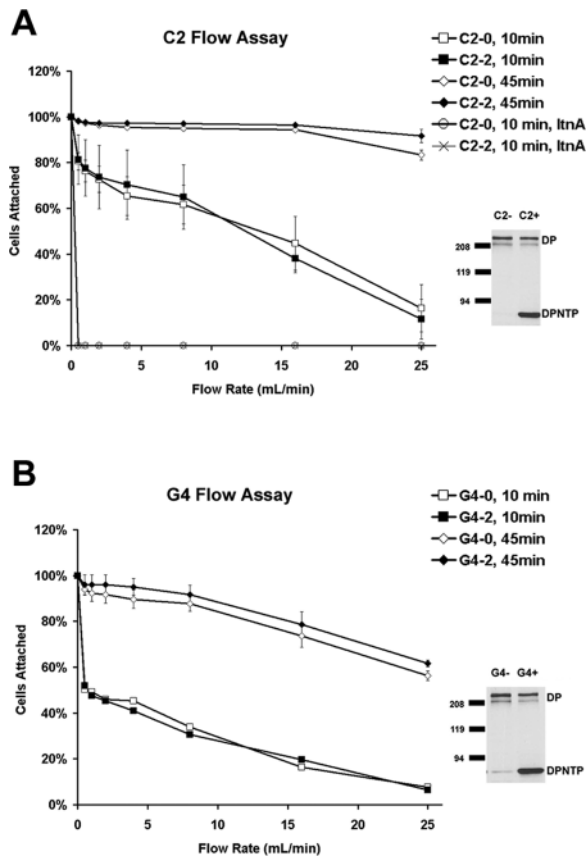 A
C2 Flow Assay
C2-0, 10min
C2-2, 10min
C2-0, 45min
C2-2, 45min
C2-0, 10 min, ltnA
C2-2, 10 min, ltnA
120%
100%
80%
60%
40%
20%
0%
Cells Attached
0 5 10 15 20 25
Flow Rate (mL/min)
C2- C2+
208
119
94
DP
DPNTP
B
G4 Flow Assay
G4-0, 10 min
G4-2, 10min
G4-0, 45min
G4-2, 45min
120%
100%
80%
60%
40%
20%
0%
Cells Attached
0 5 10 15 20 25
Flow Rate (mL/min)
G4- G4+
208
119
94
DP
DPNTP